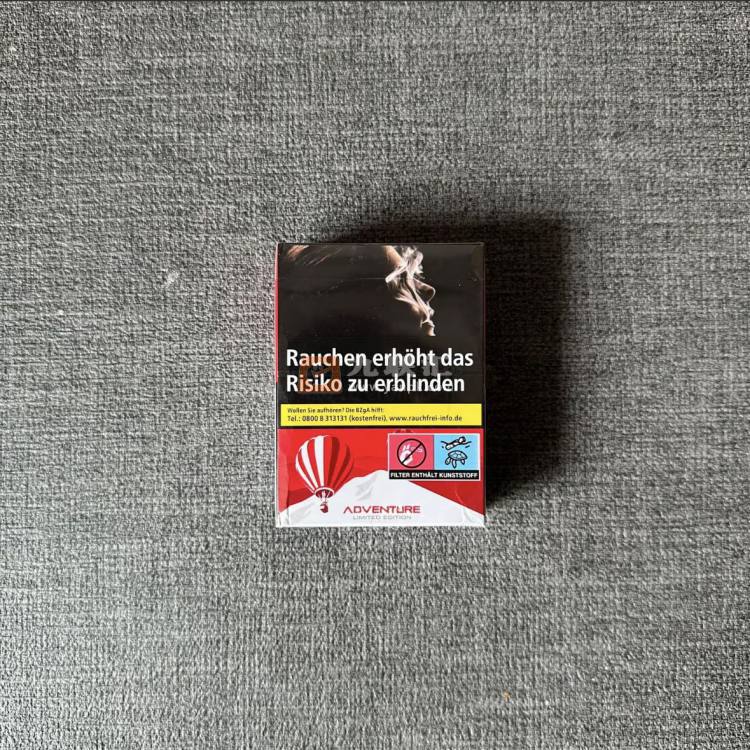 Rauchen erhöht das
Risiko zu erblinden
Wollen Sie aufhören? Die BZgA hilft:
Tel.: 0800 8 313131 (kostenfrei), www.rauchfrei-info.de
FILTER ENTHÄLT KUNSTSTOFF
ADVENTURE
LIMITED EDITION